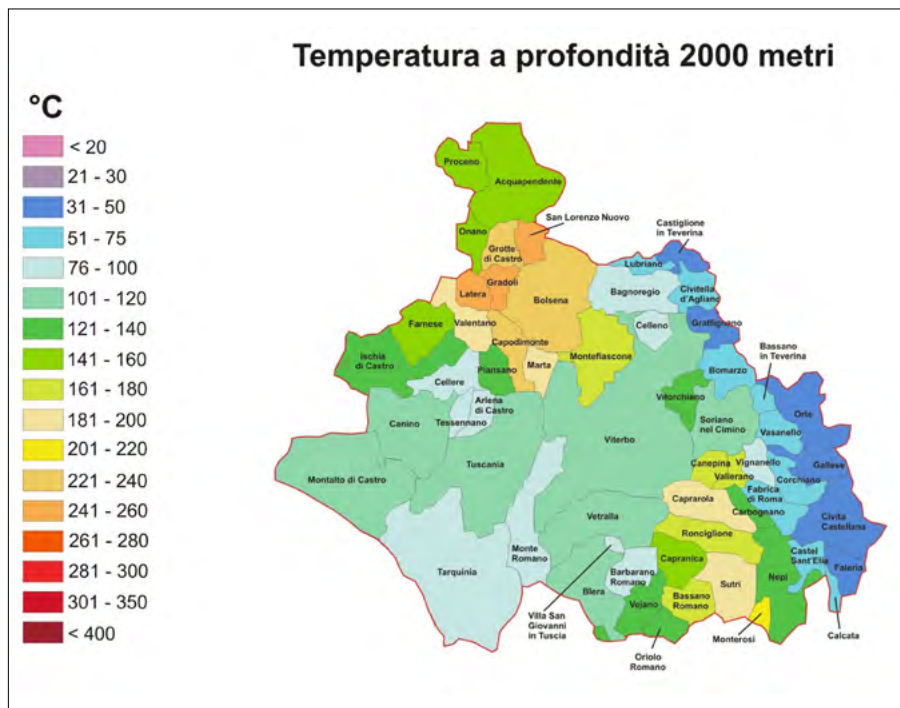 Temperatura a profondità 2000 metri
°C
< 20
21 - 30
31 - 50
51 - 75
76 - 100
101 - 120
121 - 140
141 - 160
161 - 180
181 - 200
201 - 220
221 - 240
241 - 260
261 - 280
281 - 300
301 - 350
< 400
Proceno
Acquapendente
San Lorenzo Nuovo
Castiglione
in Teverina
Onano
Grotte
di Castro
Lubriano
Civitella
d'Agliano
Latera
Gradoli
Bolsena
Bagnoregio
Farnese
Valentano
Capodimonte
Celleno
Graffignano
Bassano
in Teverina
Ischia
di Castro
Cellere
Piansano
Marta
Montefiascone
Bomarzo
Arlena
di Castro
Tessennano
Vitorchiano
Orte
Canino
Viterbo
Soriano
nel Cimino
Vasanello
Tuscania
Canepina
Vignanello
Vallerano
Gallese
Corchiano
Montalto di Castro
Fabrica
di Roma
Caprarola
Carbognano
Civita
Castellana
Vetralla
Ronciglione
Monte
Romano
Tarquinia
Barbarano
Romano
Capranica
Castel
Sant'Elia
Faleria
Nepi
Sutri
Blera
Vejano
Bassano
Romano
Villa San
Giovanni
in Tuscia
Oriolo
Romano
Monterosi
Calcata